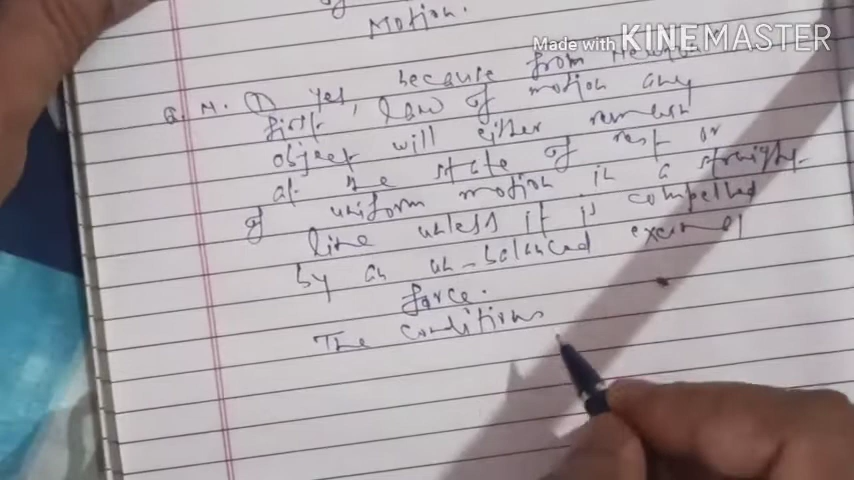 of
Motion.
Made with KINEMASTER
Q. N. ① Yes, because from Newton
first law of motion any
object will either remain
at the state of rest or
of uniform motion in a straight
line unless it is compelled
by an un-balanced external
force.
The conditions